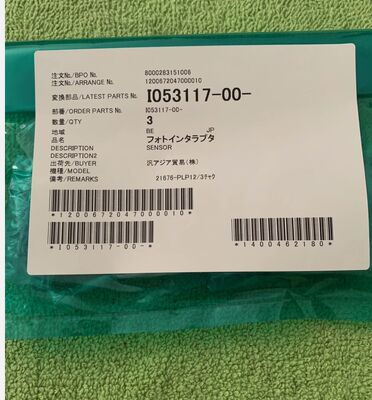 注文No/BPO No. 8000283151006
注文No/ARRANGE No. 1200672047000010
変換部品/LATEST PARTS No. I053117-00-
部番/ORDER PARTS No. I053117-00-
数量/QTY 3
地域 BE JP
品名 フォトインタラプタ
DESCRIPTION SENSOR
DESCRIPTION2
出荷先/BUYER 汎アジア貿易(株)
機種/MODEL
備考/REMARKS 21676-PLP12/3チャク
*1200672047000010*
*I053117-00-*
*1400462180*